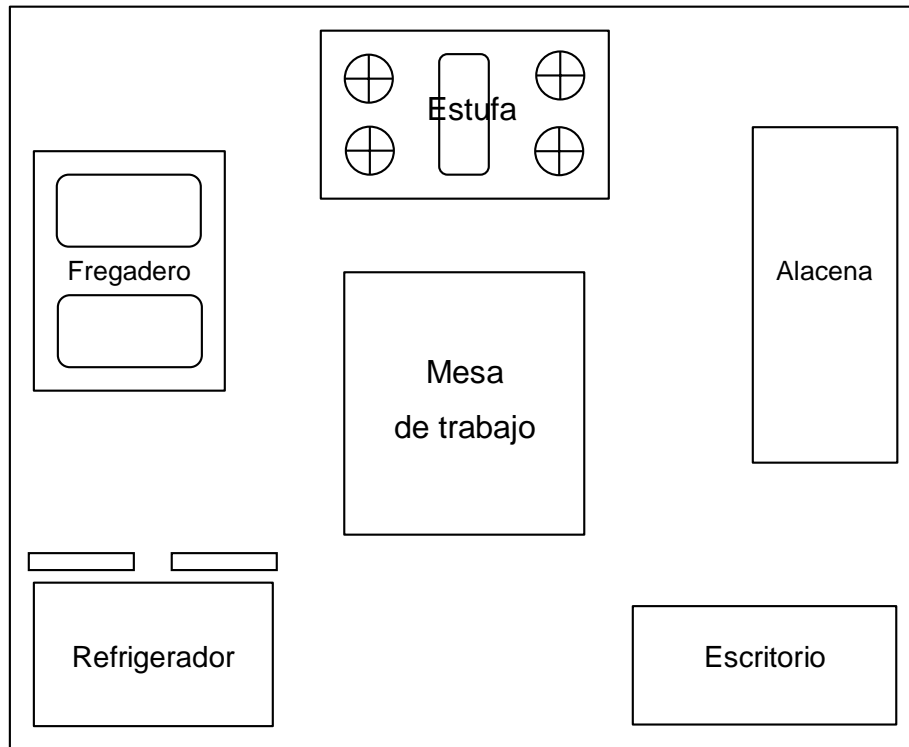 Estufa
Fregadero
Alacena
Mesa
de trabajo
Refrigerador
Escritorio